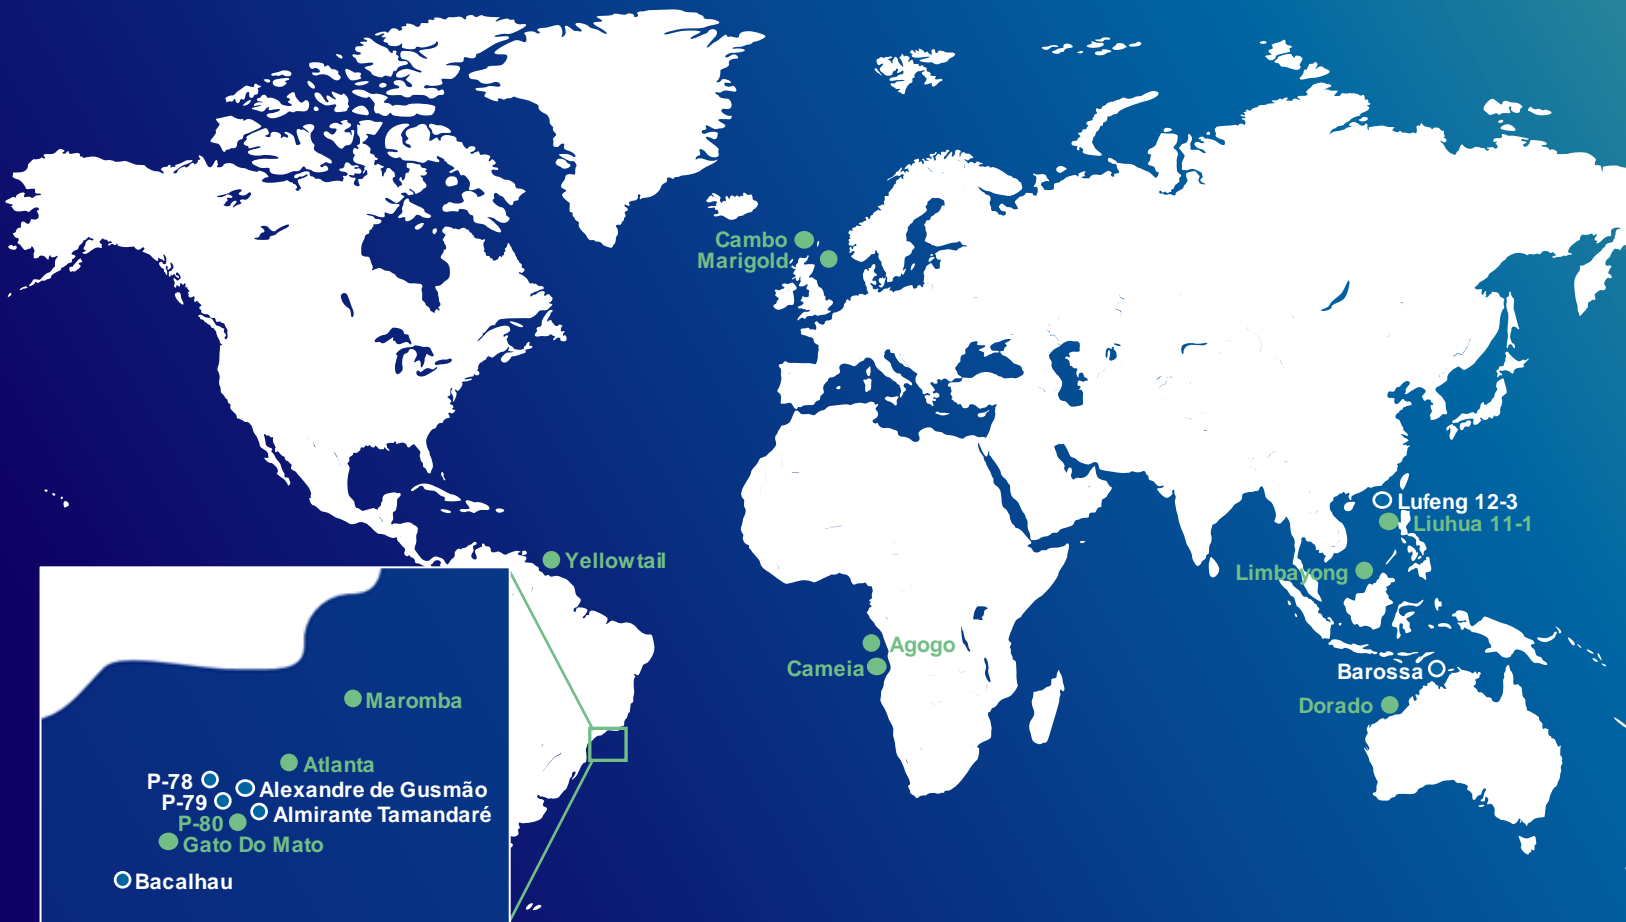 Cambo
Marigold
Lufeng 12-3
Liuhua 11-1
Yellowtail
Limbayong
Agogo
Cameia
Barossa
Dorado
Maromba
Atlanta
P-78
Alexandre de Gusmão
P-79
Almirante Tamandaré
P-80
Gato Do Mato
Bacalhau